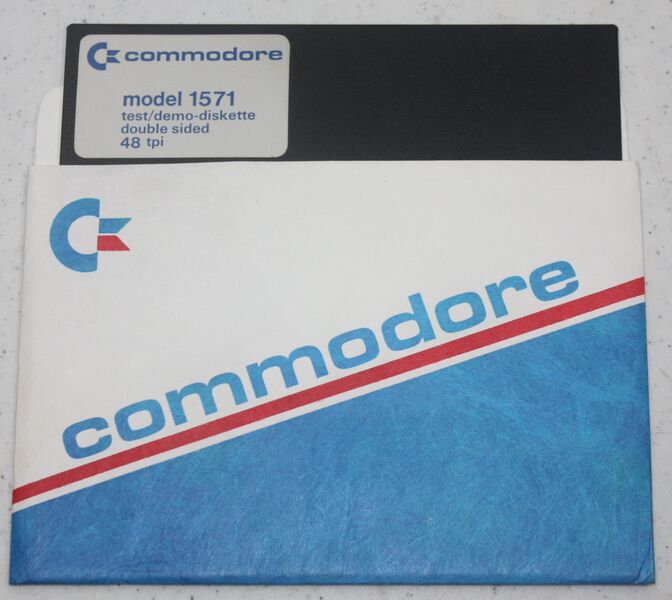 commodore
model 1571
test/demo-diskette
double sided
48 tpi
commodore